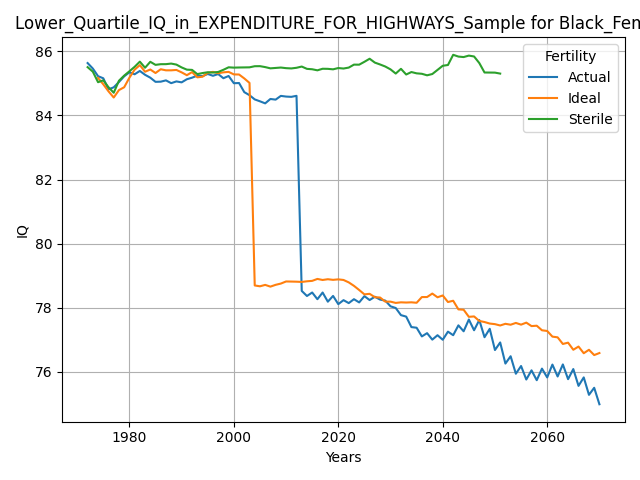 Lower_Quartile_IQ_in_EXPENDITURE_FOR_HIGHWAYS_Sample for Black_Fem
Fertility
Actual
Ideal
Sterile
86
84
82
80
78
76
IQ
1980
2000
2020
2040
2060
Years